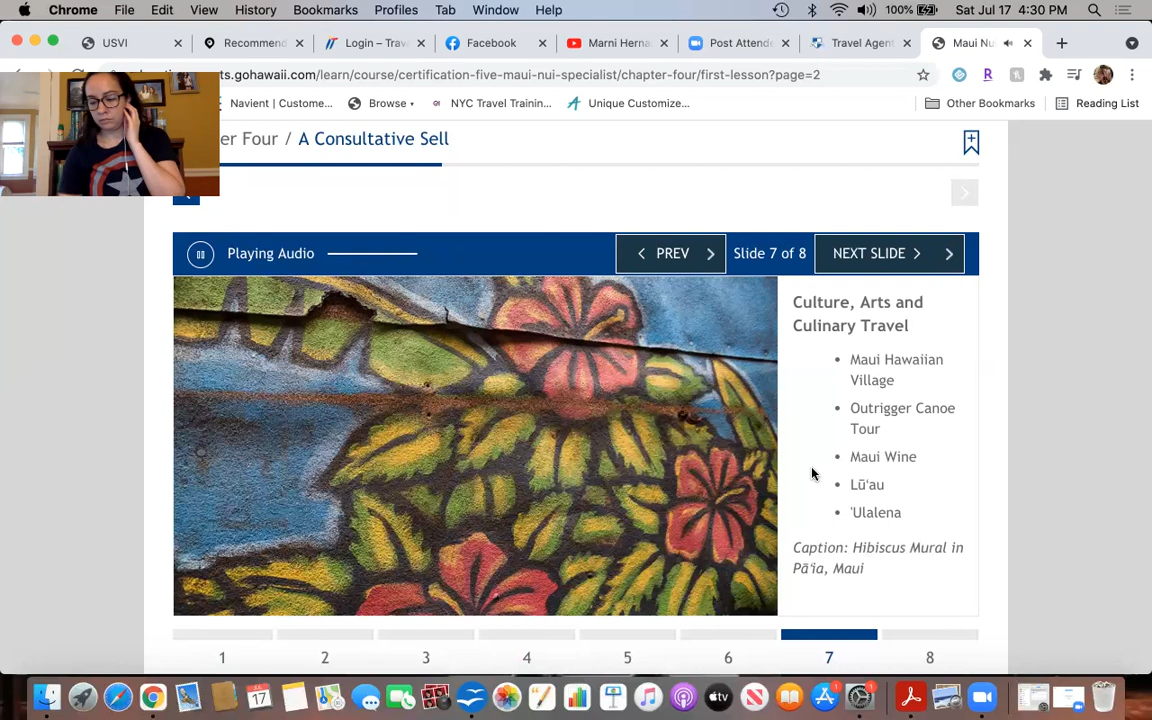 Chrome File Edit View History Bookmarks Profiles Tab Window Help 100% Sat Jul 17 4:30 PM
USVI Recommend Login – Trav Facebook Marni Herna Post Attende Travel Agent Maui Nu
ts.gohawaii.com/learn/course/certification-five-maui-nui-specialist/chapter-four/first-lesson?page=2
Navient | Custome... Browse NYC Travel Trainin... Unique Customize... Other Bookmarks Reading List
er Four / A Consultative Sell
Playing Audio PREV Slide 7 of 8 NEXT SLIDE
Culture, Arts and
Culinary Travel
• Maui Hawaiian
Village
• Outrigger Canoe
Tour
• Maui Wine
• Lū‘au
• 'Ulalena
Caption: Hibiscus Mural in
Pā‘ia, Maui
1 2 3 4 5 6 7 8
17 tv 1 1